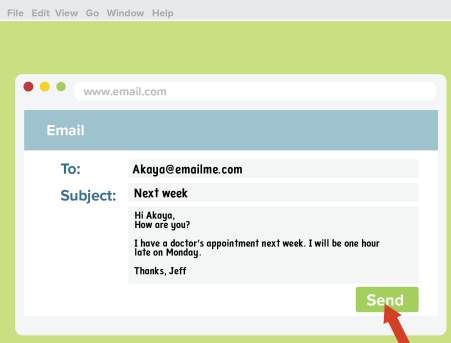 File Edit View Go Window Help
www.email.com
Email
To: Akaya@emailme.com
Subject: Next week
Hi Akaya,
How are you?
I have a doctor's appointment next week. I will be one hour
late on Monday.
Thanks, Jeff
Send